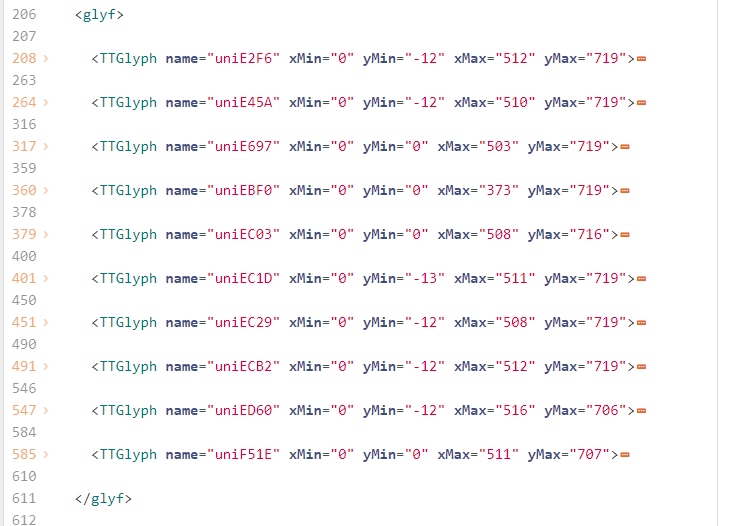 206 <glyf>
207
208 <TTGlyph name="uniE2F6" xMin="0" yMin="-12" xMax="512" yMax="719">
263
264 <TTGlyph name="uniE45A" xMin="0" yMin="-12" xMax="510" yMax="719">
316
317 <TTGlyph name="uniE697" xMin="0" yMin="0" xMax="503" yMax="719">
359
360 <TTGlyph name="uniEBF0" xMin="0" yMin="0" xMax="373" yMax="719">
378
379 <TTGlyph name="uniEC03" xMin="0" yMin="0" xMax="508" yMax="716">
400
401 <TTGlyph name="uniEC1D" xMin="0" yMin="-13" xMax="511" yMax="719">
450
451 <TTGlyph name="uniEC29" xMin="0" yMin="-12" xMax="508" yMax="719">
490
491 <TTGlyph name="uniECB2" xMin="0" yMin="-12" xMax="512" yMax="719">
546
547 <TTGlyph name="uniED60" xMin="0" yMin="-12" xMax="516" yMax="706">
584
585 <TTGlyph name="uniF51E" xMin="0" yMin="0" xMax="511" yMax="707">
610
611 </glyf>
612